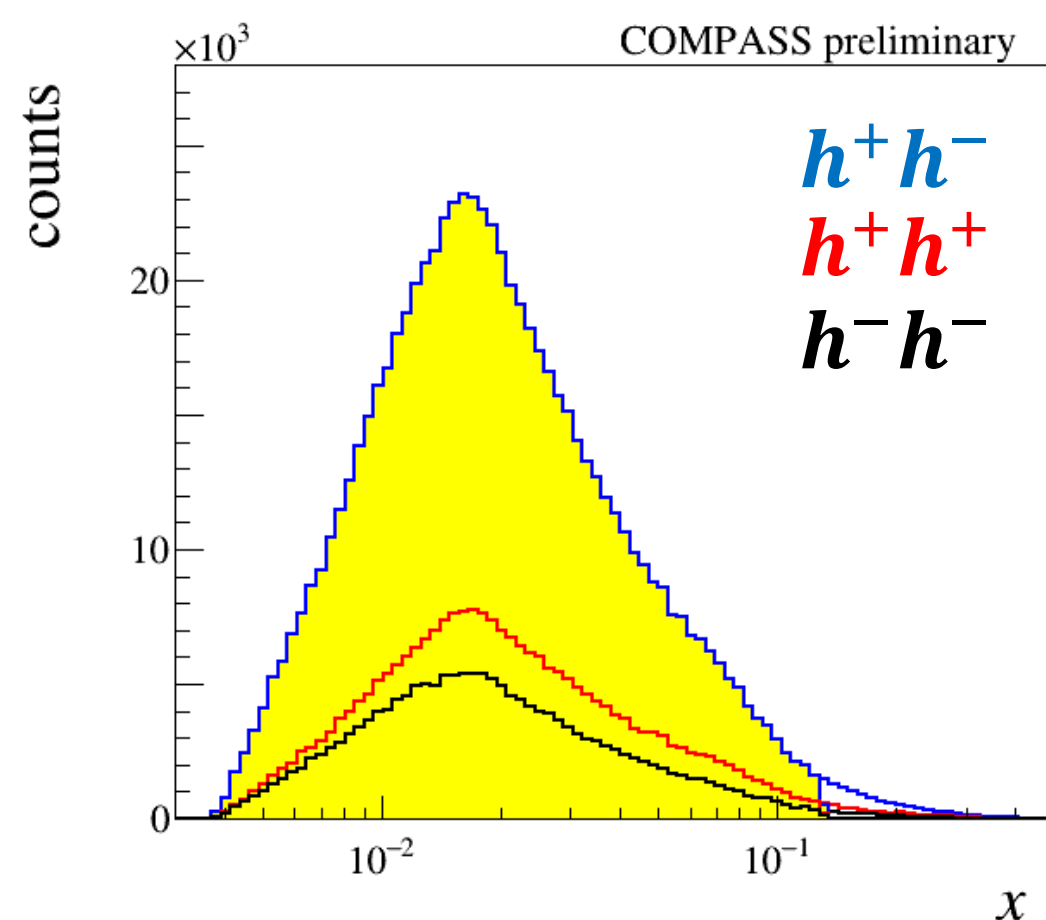 ×10³ COMPASS preliminary
counts
h⁺h⁻
h⁺h⁺
h⁻h⁻
20
10
0
10⁻² 10⁻¹
x